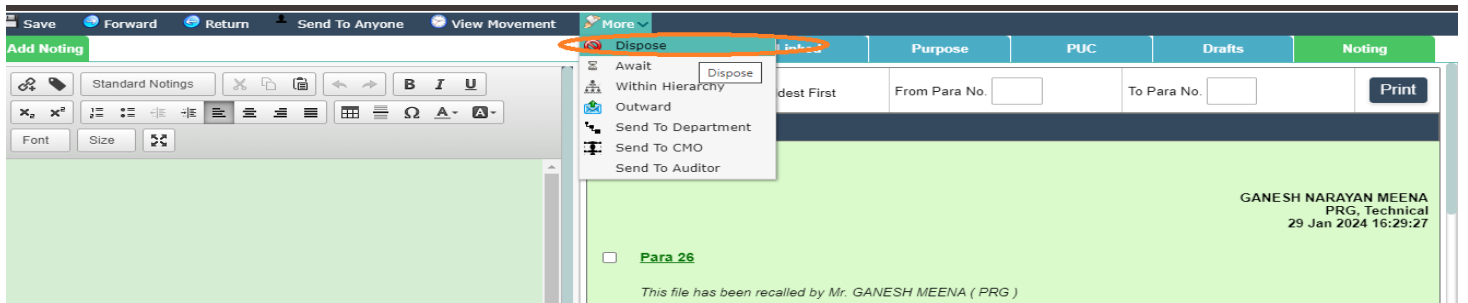 Save Forward Return Send To Anyone View Movement More
Add Noting Linked Purpose PUC Drafts Noting
Dispose
Await
Dispose
Within Hierarchy
Outward
Send To Department
Send To CMO
Send To Auditor
Standard Notings B I U
x₂ x² Ω A A
Font Size
dest First From Para No. To Para No. Print
GANESH NARAYAN MEENA
PRG, Technical
29 Jan 2024 16:29:27
Para 26
This file has been recalled by Mr. GANESH MEENA ( PRG )